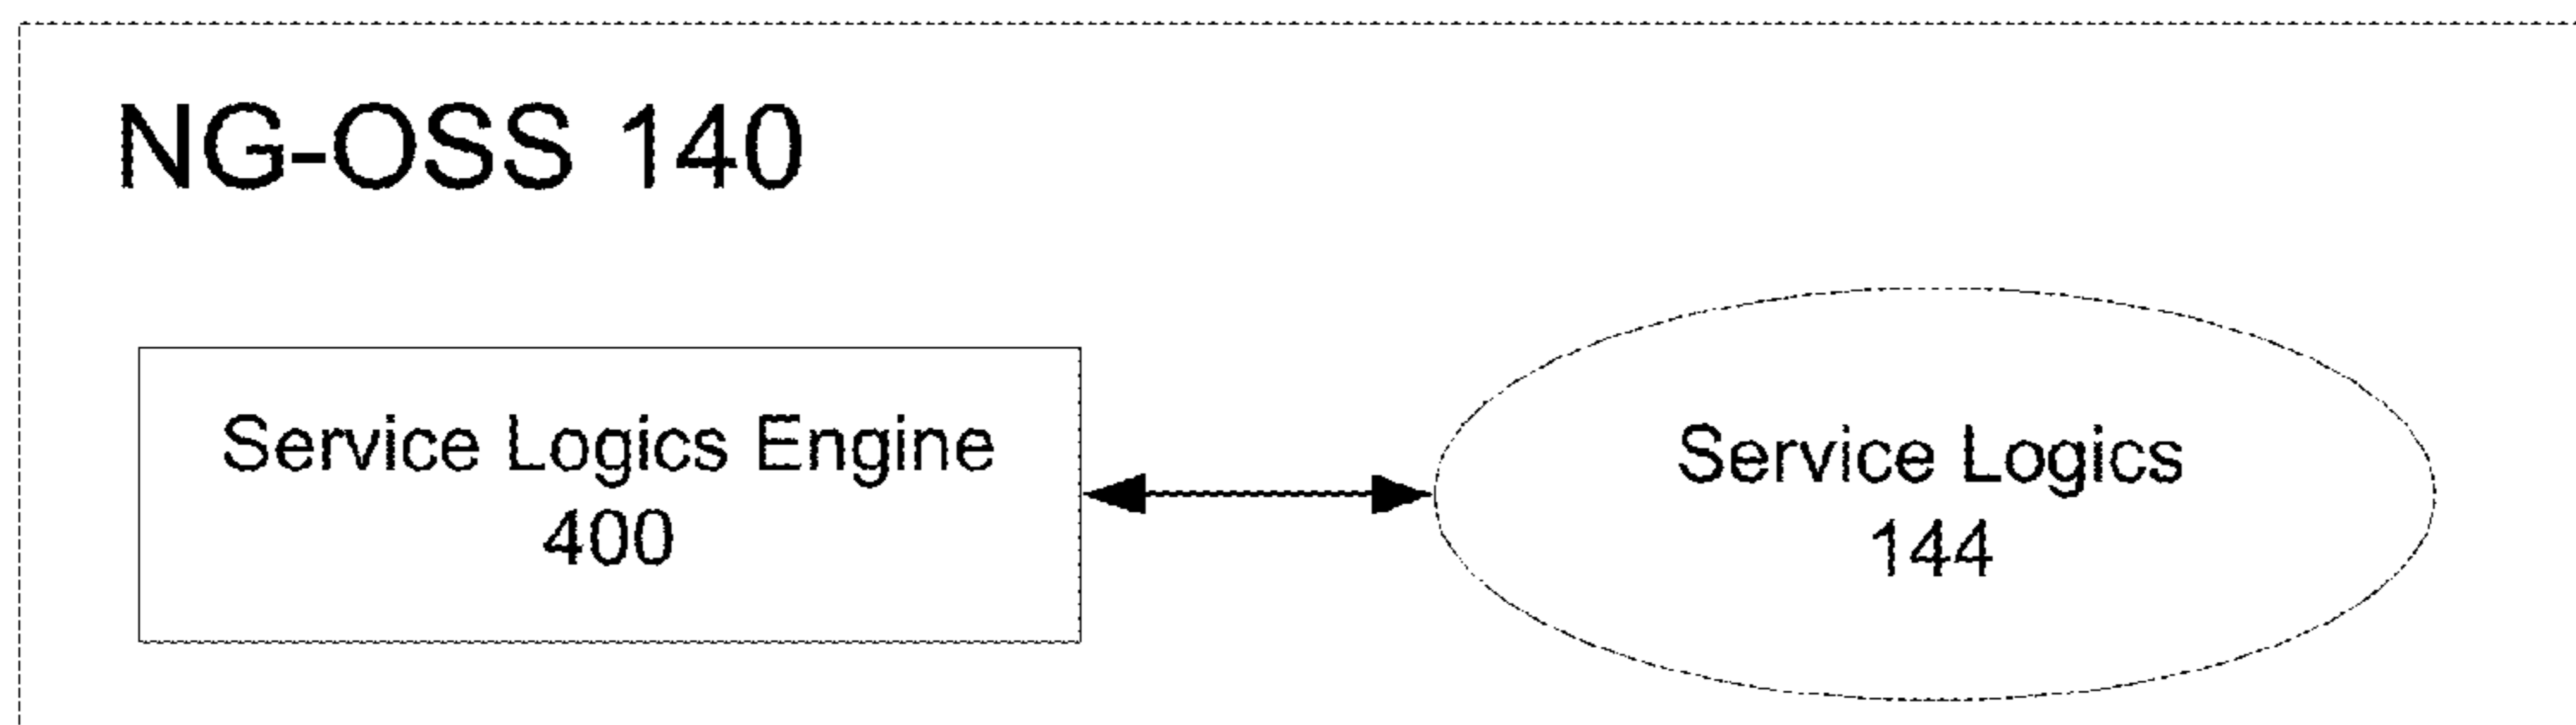 NG-OSS 140
Service Logics Engine
400
Service Logics
144